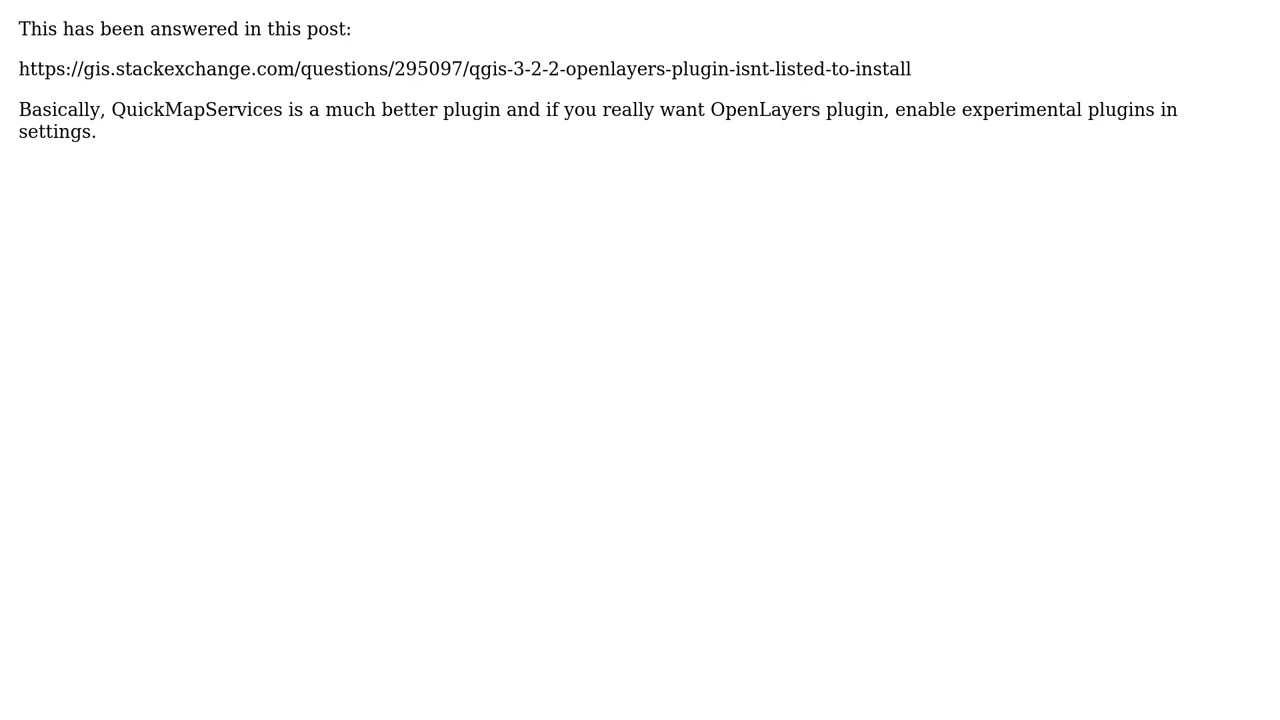 This has been answered in this post:
https://gis.stackexchange.com/questions/295097/qgis-3-2-2-openlayers-plugin-isnt-listed-to-install
Basically, QuickMapServices is a much better plugin and if you really want OpenLayers plugin, enable experimental plugins in
settings.